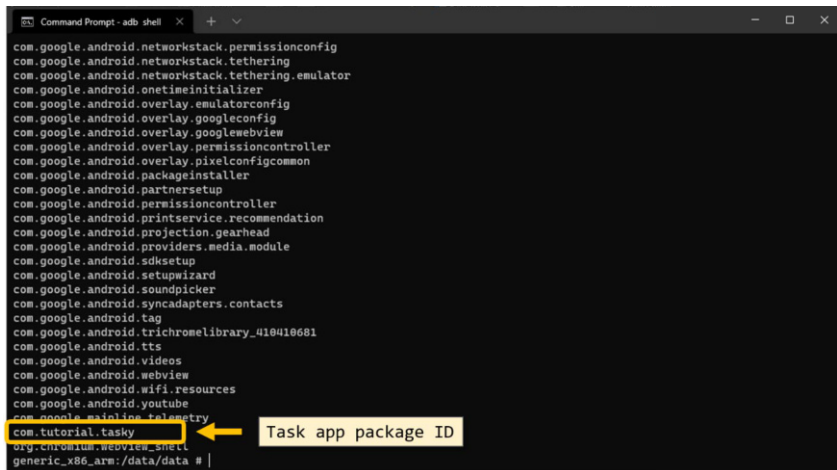 Command Prompt - adb shell
com.google.android.networkstack.permissionconfig
com.google.android.networkstack.tethering
com.google.android.networkstack.tethering.emulator
com.google.android.onetimeinitializer
com.google.android.overlay.emulatorconfig
com.google.android.overlay.googleconfig
com.google.android.overlay.googlewebview
com.google.android.overlay.permissioncontroller
com.google.android.overlay.pixelconfigcommon
com.google.android.packageinstaller
com.google.android.partnersetup
com.google.android.permissioncontroller
com.google.android.printservice.recommendation
com.google.android.projection.gearhead
com.google.android.providers.media.module
com.google.android.sdksetup
com.google.android.setupwizard
com.google.android.soundpicker
com.google.android.syncadapters.contacts
com.google.android.tag
com.google.android.trichromelibrary_410410681
com.google.android.tts
com.google.android.videos
com.google.android.webview
com.google.android.wifi.resources
com.google.android.youtube
com.google.mainline.telemetry
com.tutorial.tasky
Task app package ID
org.chromium.webview_shell
generic_x86_arm:/data/data #